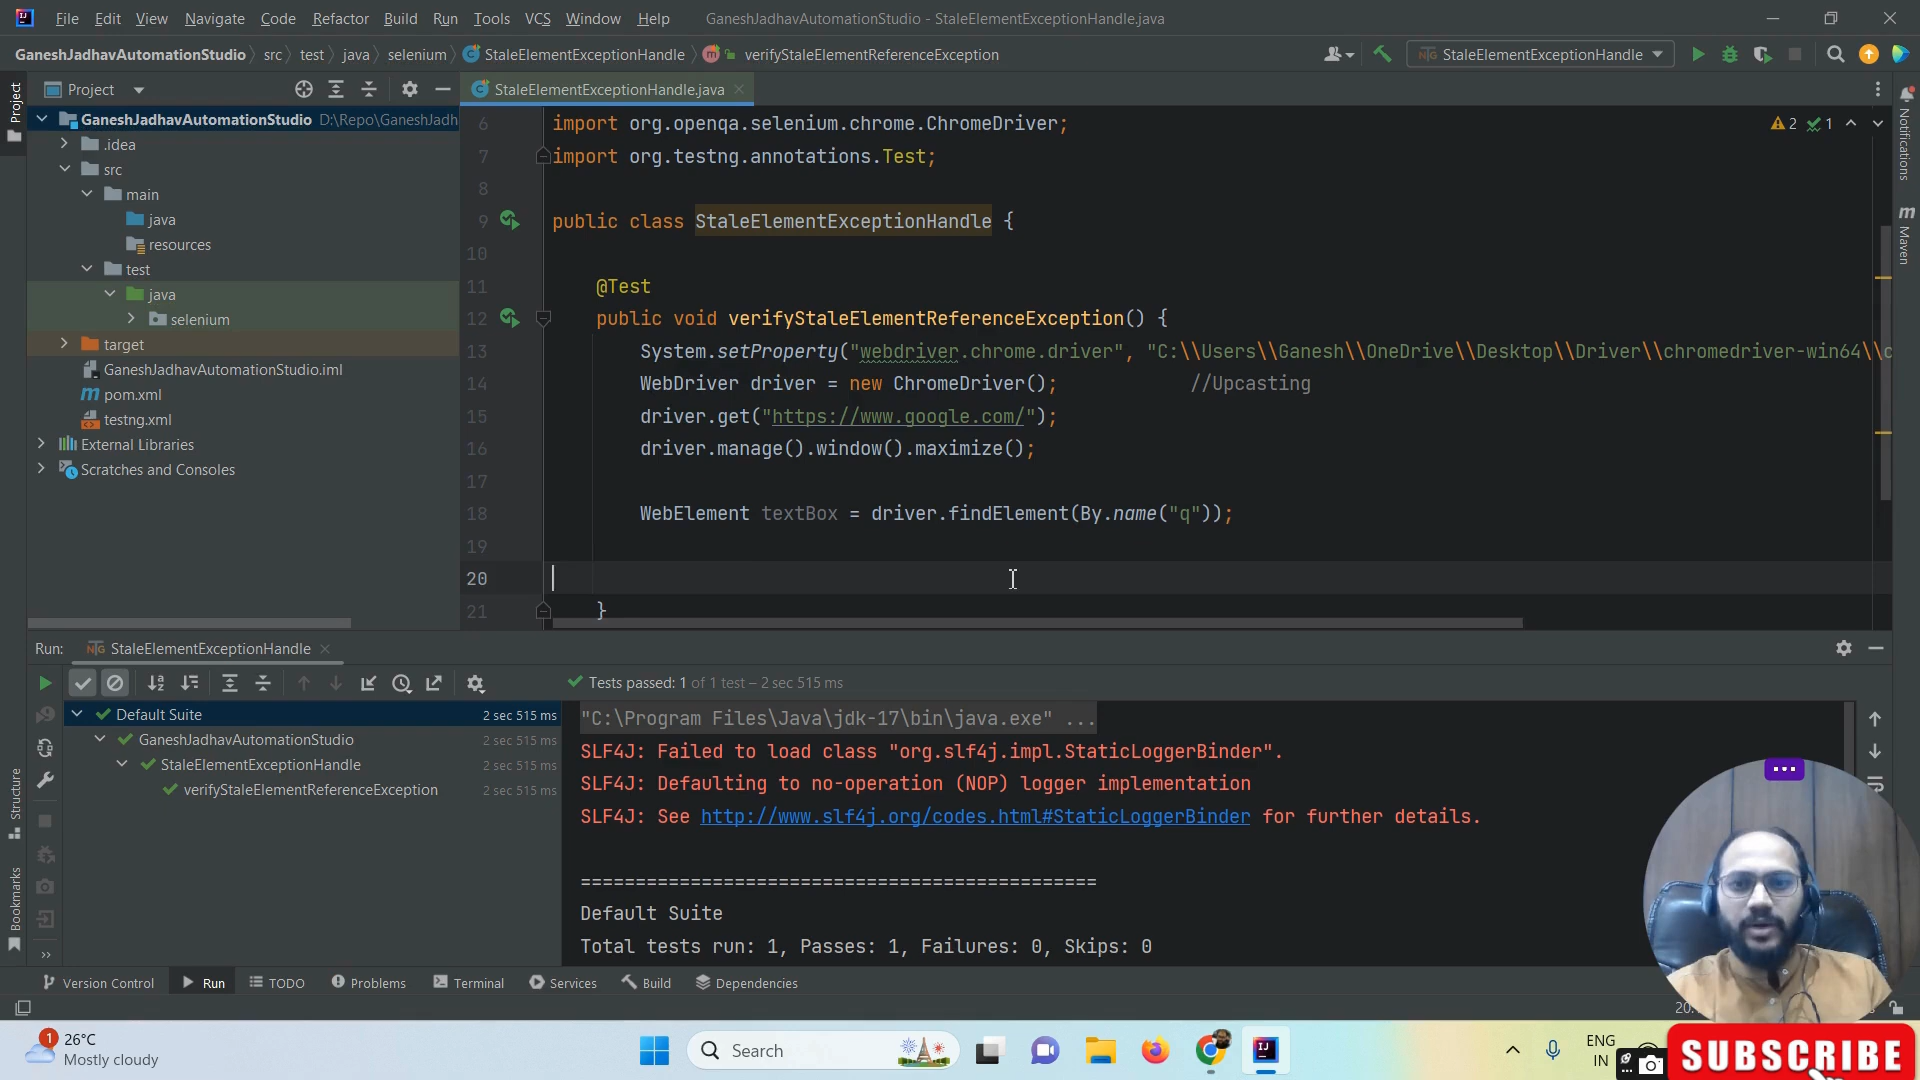 File Edit View Navigate Code Refactor Build Run Tools VCS Window Help GaneshJadhavAutomationStudio - StaleElementExceptionHandle.java
GaneshJadhavAutomationStudio src test java selenium StaleElementExceptionHandle verifyStaleElementReferenceException StaleElementExceptionHandle
Project
Project
StaleElementExceptionHandle.java
GaneshJadhavAutomationStudio D:\Repo\GaneshJadh
.idea
src
main
java
resources
test
java
selenium
target
GaneshJadhavAutomationStudio.iml
pom.xml
testng.xml
External Libraries
Scratches and Consoles
2 1
6 import org.openqa.selenium.chrome.ChromeDriver;
7 import org.testng.annotations.Test;
8
9 public class StaleElementExceptionHandle {
10
11 @Test
12 public void verifyStaleElementReferenceException() {
13 System.setProperty("webdriver.chrome.driver", "C:\\Users\\Ganesh\\OneDrive\\Desktop\\Driver\\chromedriver-win64\\c
14 WebDriver driver = new ChromeDriver(); //Upcasting
15 driver.get("https://www.google.com/");
16 driver.manage().window().maximize();
17
18 WebElement textBox = driver.findElement(By.name("q"));
19
20
21 }
Notifications
m Maven
Run: StaleElementExceptionHandle
Tests passed: 1 of 1 test – 2 sec 515 ms
Default Suite 2 sec 515 ms
GaneshJadhavAutomationStudio 2 sec 515 ms
StaleElementExceptionHandle 2 sec 515 ms
verifyStaleElementReferenceException 2 sec 515 ms
"C:\Program Files\Java\jdk-17\bin\java.exe" ...
SLF4J: Failed to load class "org.slf4j.impl.StaticLoggerBinder".
SLF4J: Defaulting to no-operation (NOP) logger implementation
SLF4J: See http://www.slf4j.org/codes.html#StaticLoggerBinder for further details.
===============================================
Default Suite
Total tests run: 1, Passes: 1, Failures: 0, Skips: 0
Structure
Bookmarks
Version Control Run TODO Problems Terminal Services Build Dependencies
1 26°C
Mostly cloudy
Search
ENG
IN
SUBSCRIBE